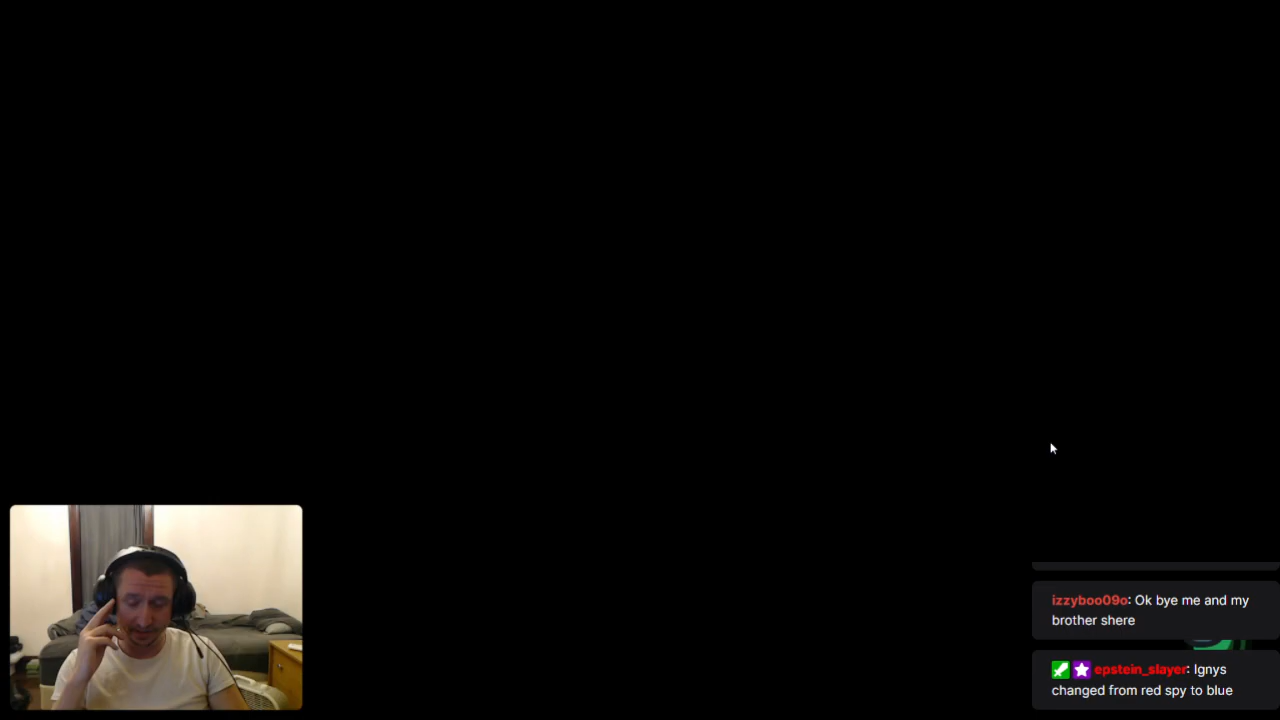 izzyboo09o: Ok bye me and my
brother shere
epstein_slayer: Ignys
changed from red spy to blue